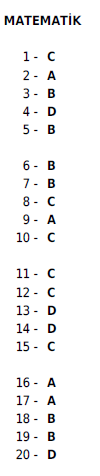 MATEMATİK
1 - C
2 - A
3 - B
4 - D
5 - B
6 - B
7 - B
8 - C
9 - A
10 - C
11 - C
12 - C
13 - D
14 - D
15 - C
16 - A
17 - A
18 - B
19 - B
20 - D